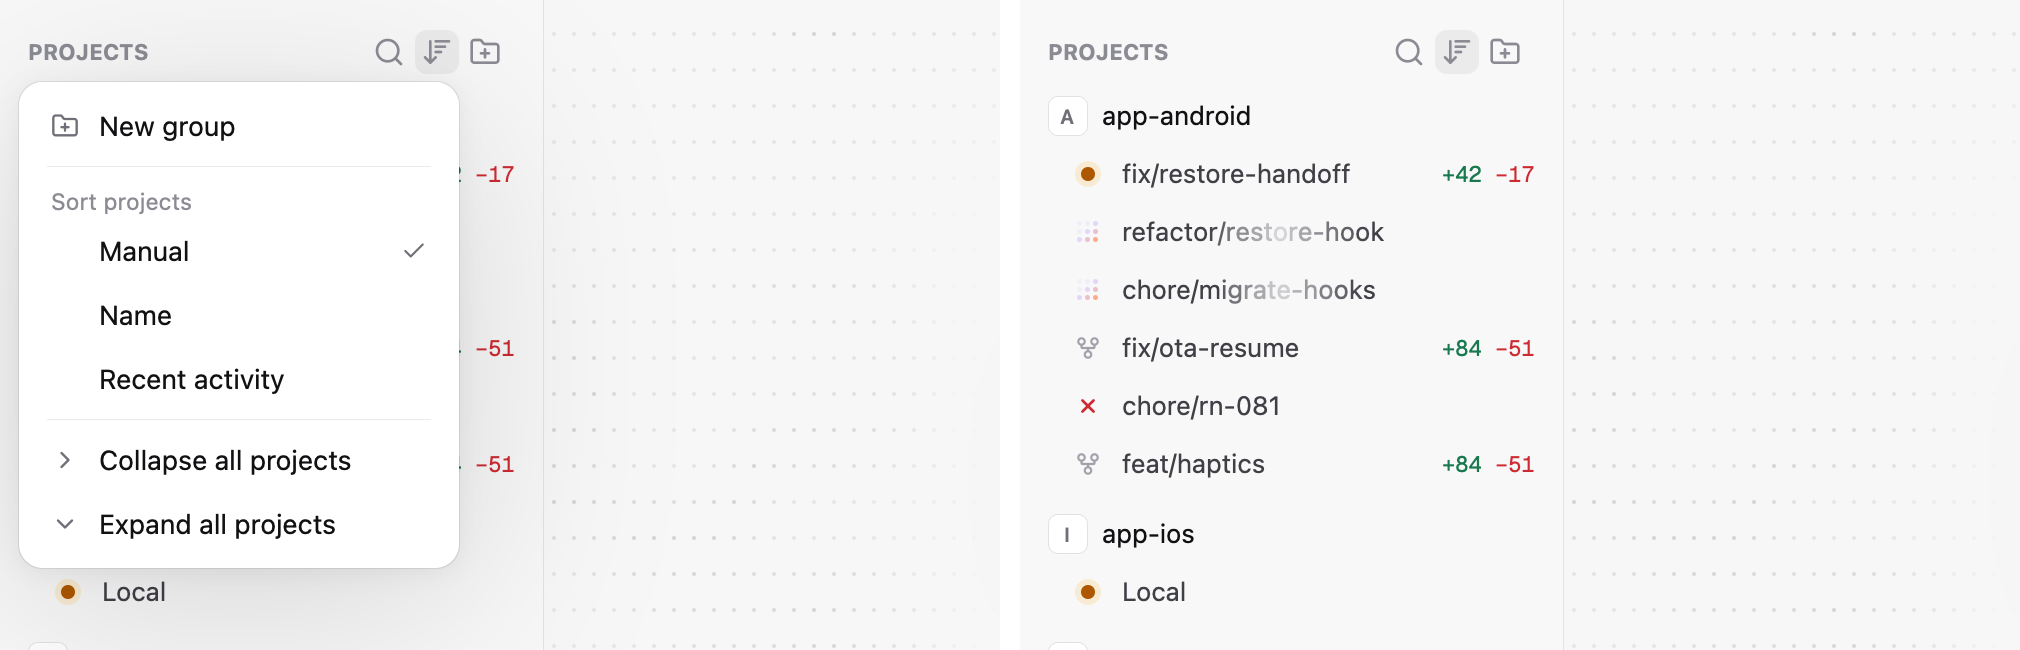 PROJECTS
New group
Sort projects
Manual
Name
Recent activity
Collapse all projects
Expand all projects
-17
-51
-51
Local
PROJECTS
A app-android
fix/restore-handoff +42 -17
refactor/restore-hook
chore/migrate-hooks
fix/ota-resume +84 -51
chore/rn-081
feat/haptics +84 -51
I app-ios
Local